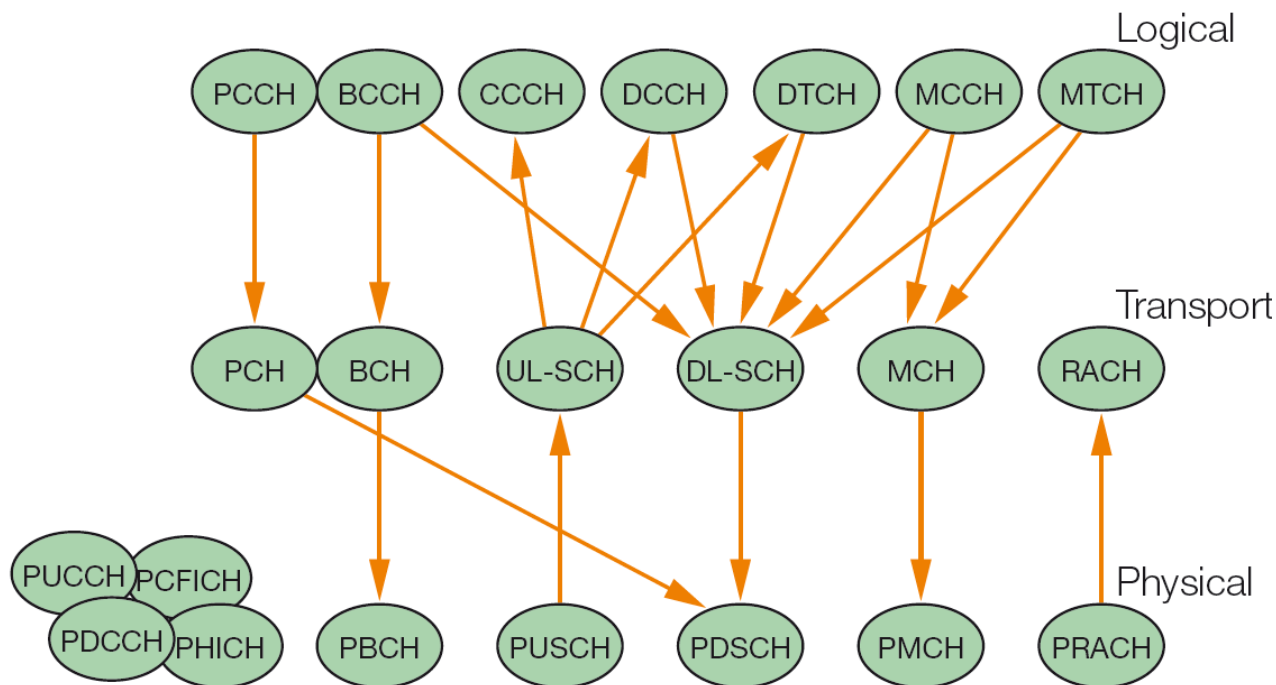 Logical
PCCH BCCH CCCH DCCH DTCH MCCH MTCH
Transport
PCH BCH UL-SCH DL-SCH MCH RACH
PUCCH PCFICH
Physical
PDCCH PHICH PBCH PUSCH PDSCH PMCH PRACH